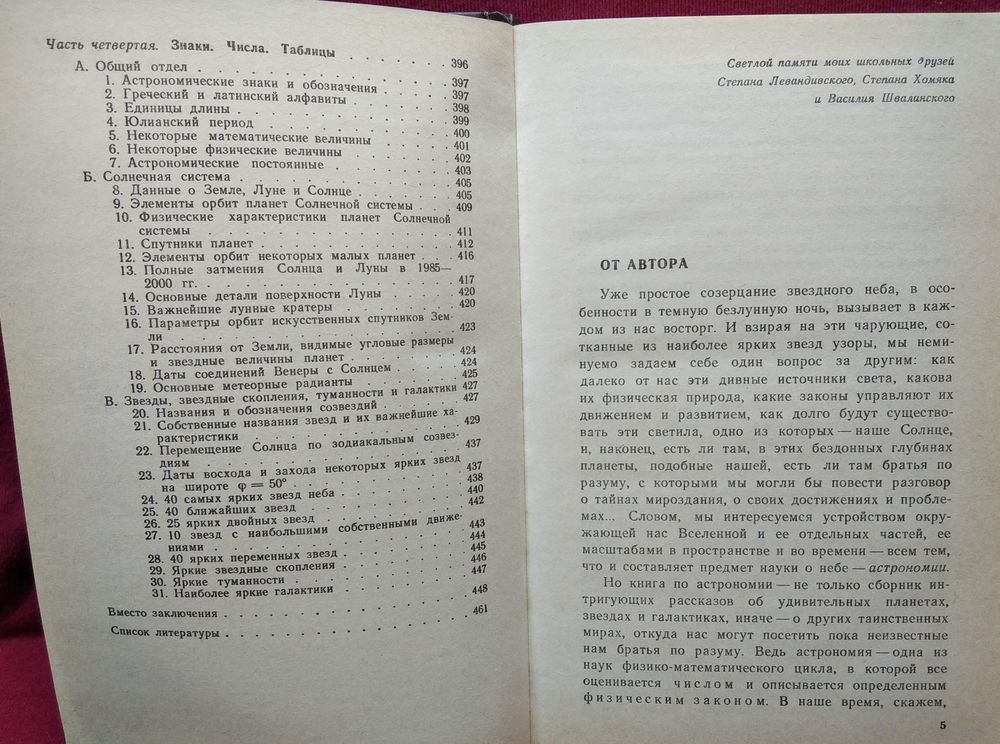 Часть четвертая. Знаки. Числа. Таблицы . . . . . 396
А. Общий отдел . . . . . 397
1. Астрономические знаки и обозначения . . . . . 397
2. Греческий и латинский алфавиты . . . . . 398
3. Единицы длины . . . . . 399
4. Юлианский период . . . . . 400
5. Некоторые математические величины . . . . . 401
6. Некоторые физические величины . . . . . 402
7. Астрономические постоянные . . . . . 403
Б. Солнечная система . . . . . 405
8. Данные о Земле, Луне и Солнце . . . . . 405
9. Элементы орбит планет Солнечной системы . . . 409
10. Физические характеристики планет Солнечной
системы . . . . . 411
11. Спутники планет . . . . . 412
12. Элементы орбит некоторых малых планет . . . 416
13. Полные затмения Солнца и Луны в 1985—
2000 гг. . . . . . 417
14. Основные детали поверхности Луны . . . . . 420
15. Важнейшие лунные кратеры . . . . . 420
16. Параметры орбит искусственных спутников Зем-
ли . . . . . 423
17. Расстояния от Земли, видимые угловые размеры
и звездные величины планет . . . . . 424
18. Даты соединений Венеры с Солнцем . . . . . 424
19. Основные метеорные радианты . . . . . 425
В. Звезды, звездные скопления, туманности и галактики 427
20. Названия и обозначения созвездий . . . . . 427
21. Собственные названия звезд и их важнейшие ха-
рактеристики . . . . . 429
22. Перемещение Солнца по зодиакальным созвез-
диям . . . . . 437
23. Даты восхода и захода некоторых ярких звезд
на широте φ = 50° . . . . . 437
24. 40 самых ярких звезд неба . . . . . 438
25. 40 ближайших звезд . . . . . 440
26. 25 ярких двойных звезд . . . . . 442
27. 10 звезд с наибольшими собственными движе-
ниями . . . . . 443
28. 40 ярких переменных звезд . . . . . 444
29. Яркие звездные скопления . . . . . 445
30. Яркие туманности . . . . . 446
31. Наиболее яркие галактики . . . . . 447
Вместо заключения . . . . . 448
Список литературы . . . . . 461
Светлой памяти моих школьных друзей
Степана Левандивского, Степана Хомяка
и Василия Швалинского
ОТ АВТОРА
Уже простое созерцание звездного неба, в осо-
бенности в темную безлунную ночь, вызывает в каж-
дом из нас восторг. И взирая на эти чарующие, со-
тканные из наиболее ярких звезд узоры, мы неми-
нуемо задаем себе один вопрос за другим: как
далеко от нас эти дивные источники света, какова
их физическая природа, какие законы управляют их
движением и развитием, как долго будут существо-
вать эти светила, одно из которых — наше Солнце,
и, наконец, есть ли там, в этих бездонных глубинах
планеты, подобные нашей, есть ли там братья по
разуму, с которыми мы могли бы повести разговор
о тайнах мироздания, о своих достижениях и пробле-
мах... Словом, мы интересуемся устройством окру-
жающей нас Вселенной и ее отдельных частей, ее
масштабами в пространстве и во времени — всем тем,
что и составляет предмет науки о небе — астрономии.
Но книга по астрономии — не только сборник ин-
тригующих рассказов об удивительных планетах,
звездах и галактиках, иначе — о других таинственных
мирах, откуда нас могут посетить пока неизвестные
нам братья по разуму. Ведь астрономия — одна из
наук физико-математического цикла, в которой все
оценивается числом и описывается определенным
физическим законом. В наше время, скажем,
5